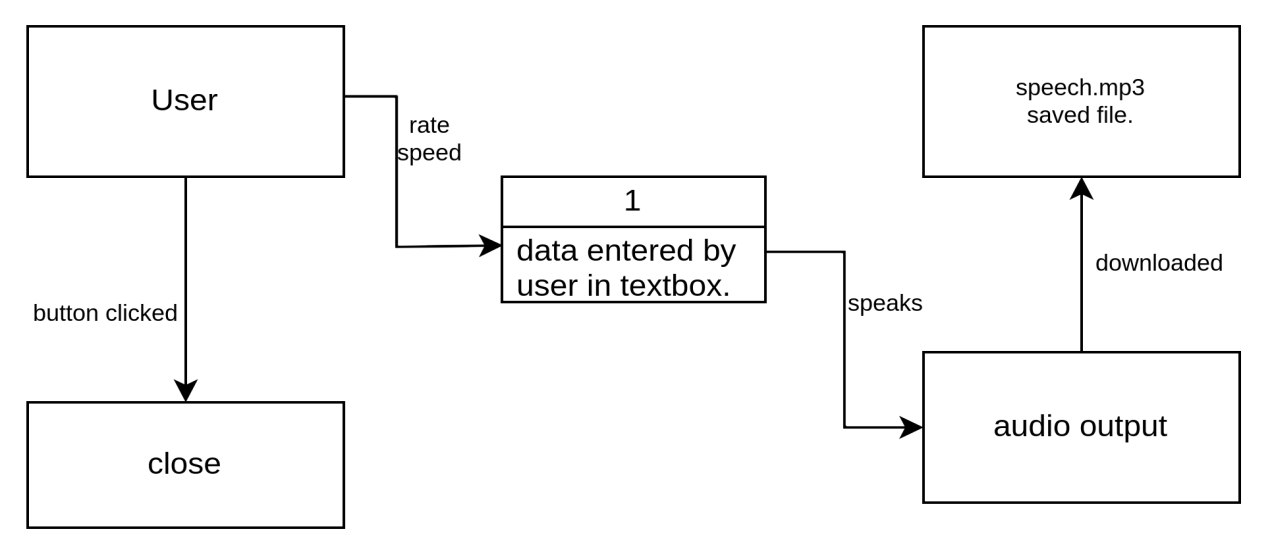 User
speech.mp3
saved file.
rate
speed
1
data entered by
user in textbox.
downloaded
button clicked
speaks
close
audio output